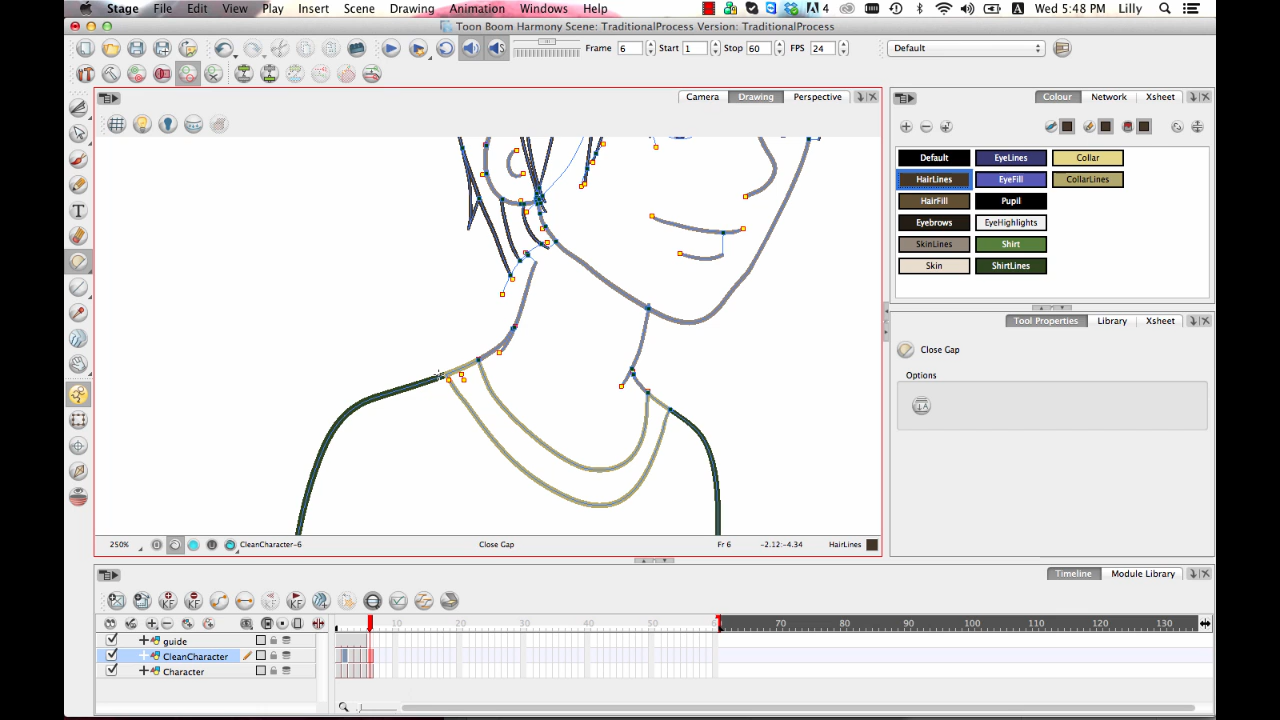 Stage File Edit View Play Insert Scene Drawing Animation Windows Help 4 A Wed 5:48 PM Lilly
Toon Boom Harmony Scene: TraditionalProcess Version: TraditionalProcess
Frame 6 Start 1 Stop 60 FPS 24 Default
Camera Drawing Perspective
Colour Network Xsheet
Default EyeLines Collar
HairLines EyeFill CollarLines
HairFill Pupil
Eyebrows EyeHighlights
SkinLines Shirt
Skin ShirtLines
Tool Properties Library Xsheet
Close Gap
Options
250% CleanCharacter-6 Close Gap Fr 6 -2.12:-4.34 HairLines
Timeline Module Library
10 20 30 40 50 60 70 80 90 100 110 120 130
guide
CleanCharacter
Character